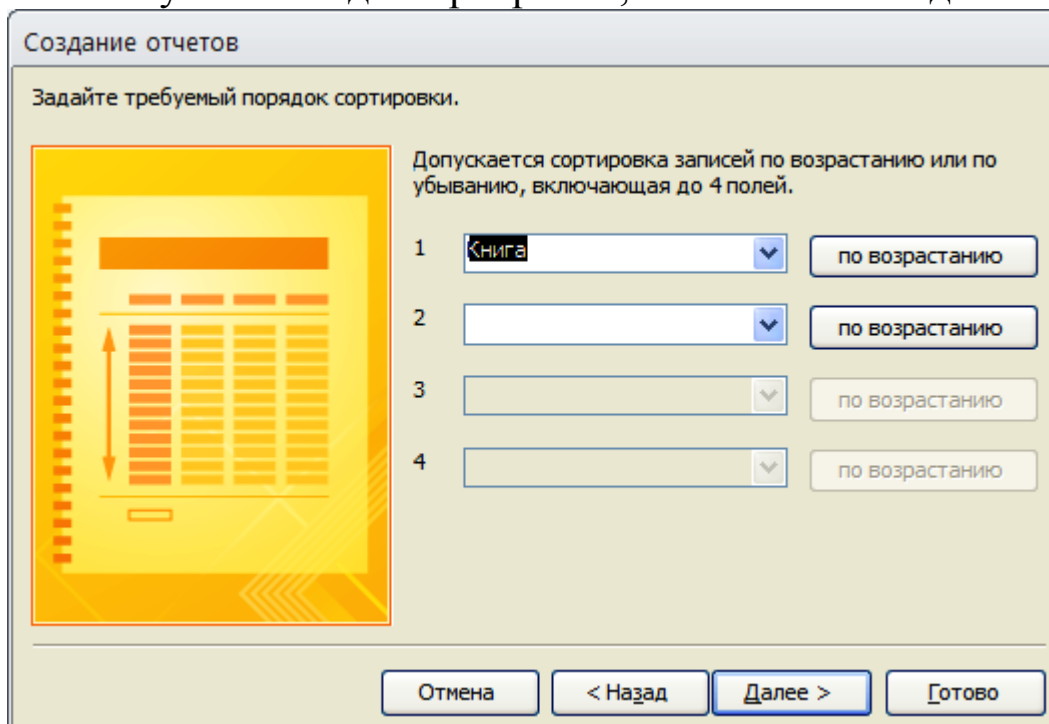 Создание отчетов
Задайте требуемый порядок сортировки.
Допускается сортировка записей по возрастанию или по
убыванию, включающая до 4 полей.
1 Книга по возрастанию
2 по возрастанию
3 по возрастанию
4 по возрастанию
Отмена < Назад Далее > Готово